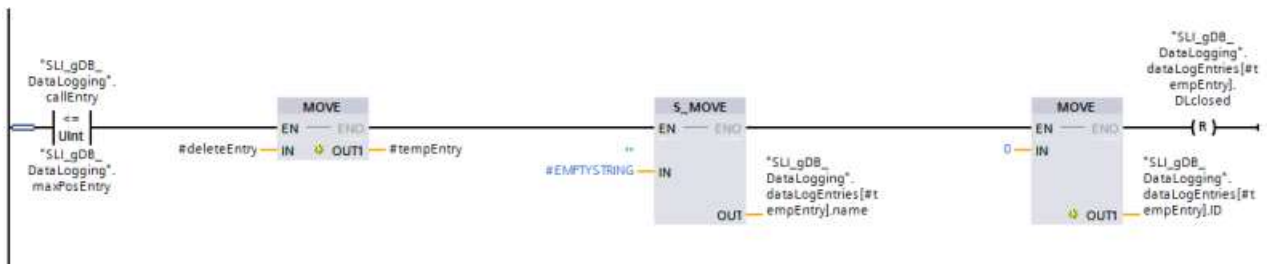 "SLI_gDB_
DataLogging".
callEntry
<=
UInt
"SLI_gDB_
DataLogging".
maxPosEntry
MOVE
EN ENO
#deleteEntry IN OUT1 #tempEntry
S_MOVE
EN ENO
''
#EMPTYSTRING IN
OUT
"SLI_gDB_
DataLogging".
dataLogEntries[#t
empEntry].name
MOVE
EN ENO
0 IN
OUT1
"SLI_gDB_
DataLogging".
dataLogEntries[#t
empEntry].ID
"SLI_gDB_
DataLogging".
dataLogEntries[#t
empEntry].
DLclosed
R